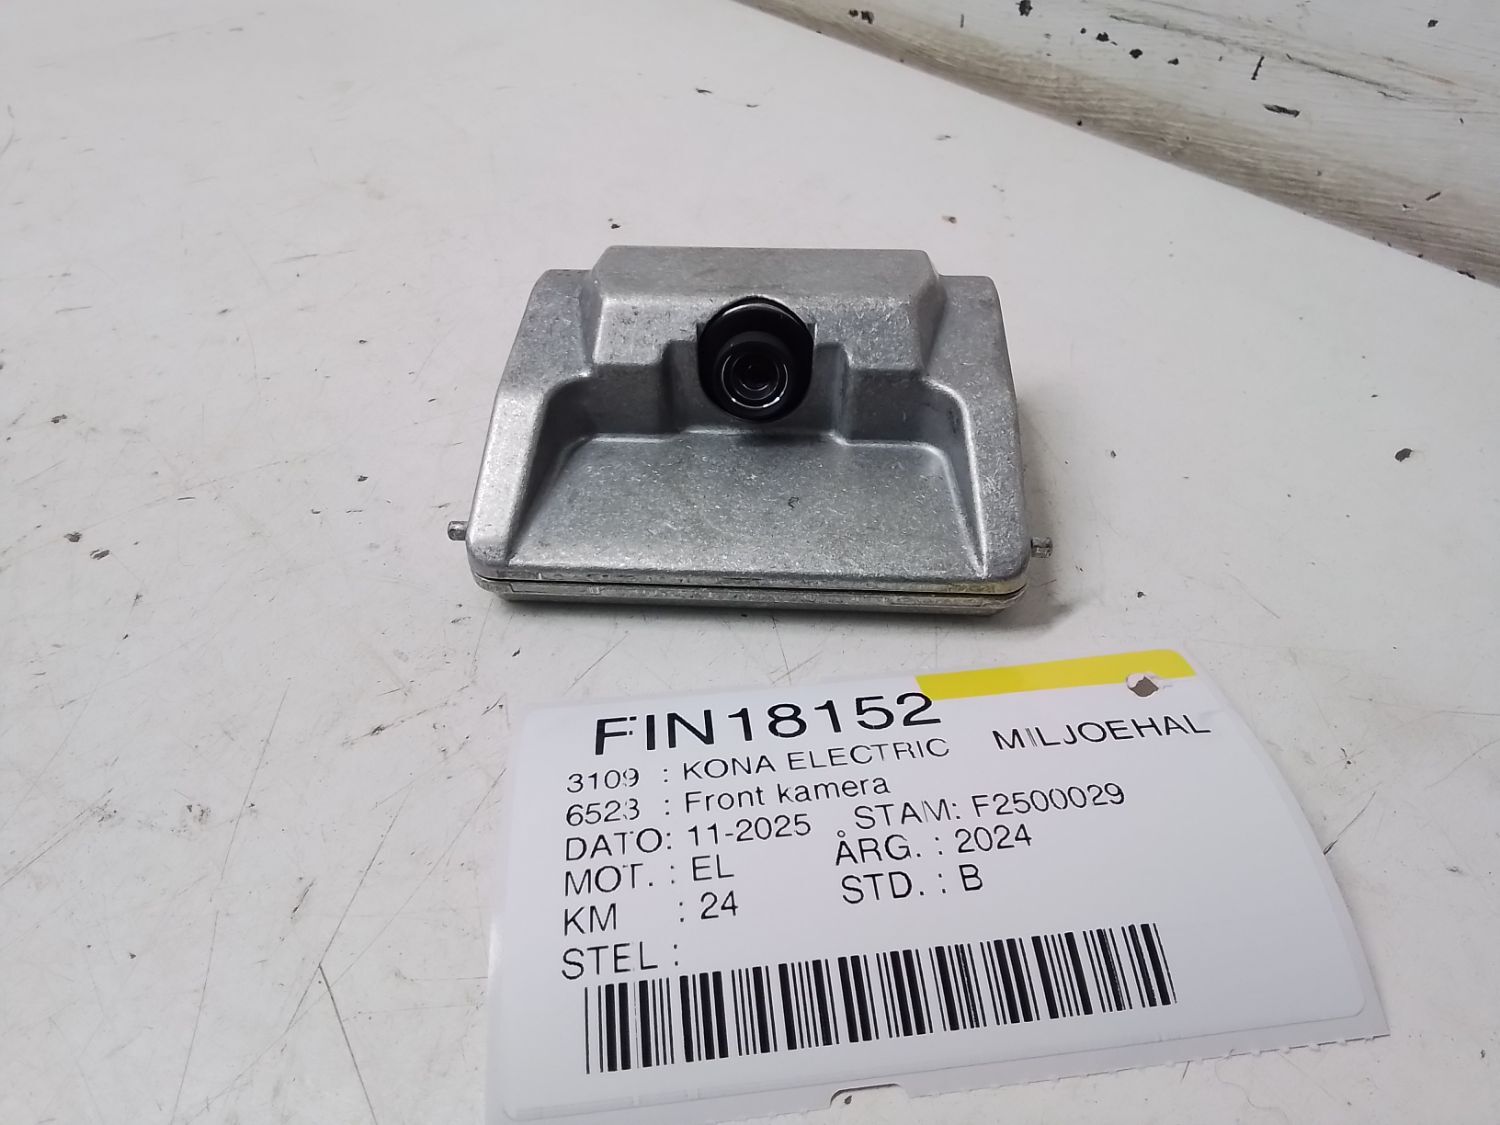 FIN18152
3109 : KONA ELECTRIC MILJOEHAL
6523 : Front kamera
DATO: 11-2025 STAM: F2500029
MOT. : EL ÅRG. : 2024
KM : 24 STD. : B
STEL :